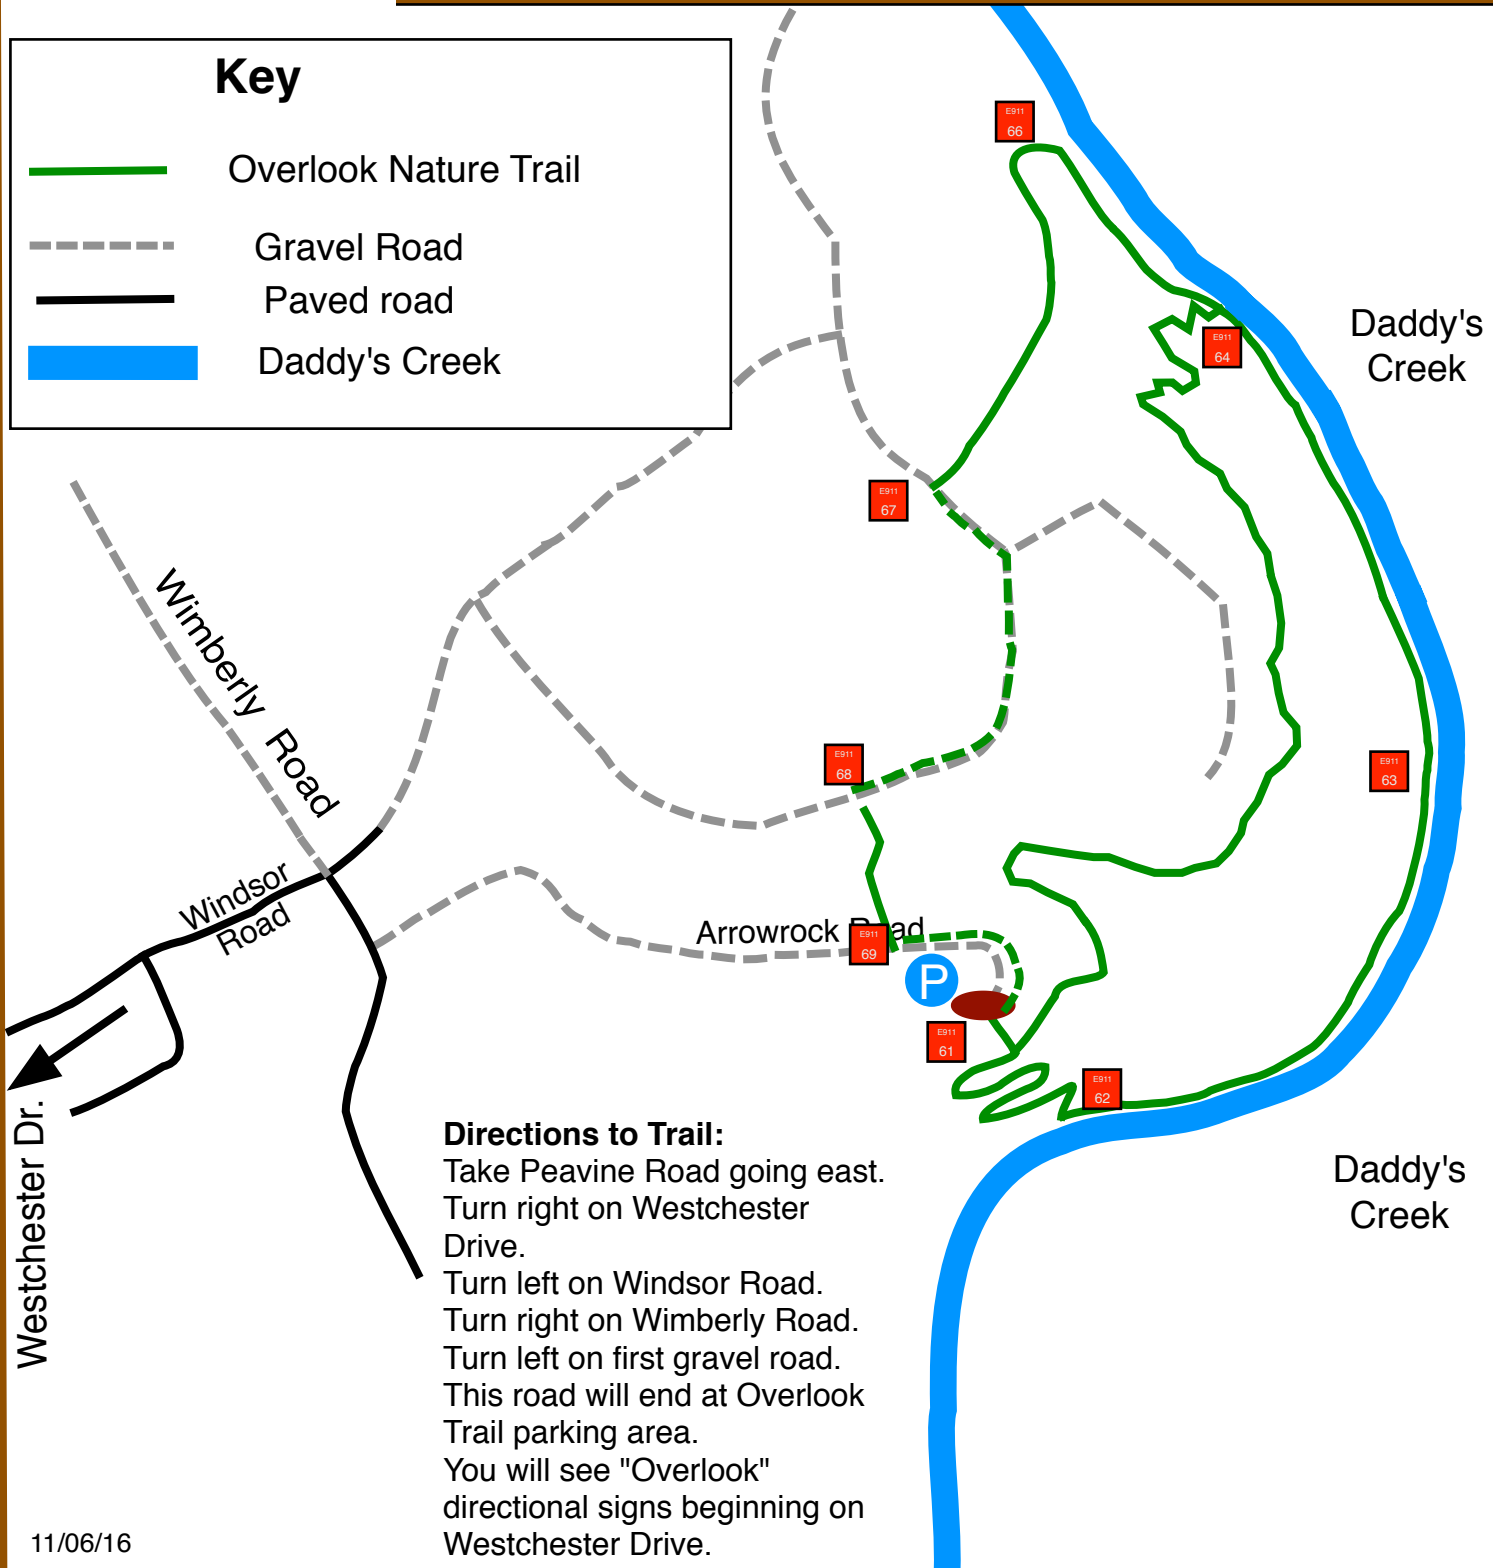 Key
Overlook Nature Trail
Gravel Road
Paved road
Daddy's Creek
E911
66
Daddy's
Creek
E911
64
E911
67
Wimberly Road
E911
68
E911
63
Windsor
Road
Arrowrock Road
E911
69
P
E911
61
E911
62
Westchester Dr.
Daddy's
Creek
Directions to Trail:
Take Peavine Road going east.
Turn right on Westchester
Drive.
Turn left on Windsor Road.
Turn right on Wimberly Road.
Turn left on first gravel road.
This road will end at Overlook
Trail parking area.
You will see "Overlook"
directional signs beginning on
Westchester Drive.
11/06/16